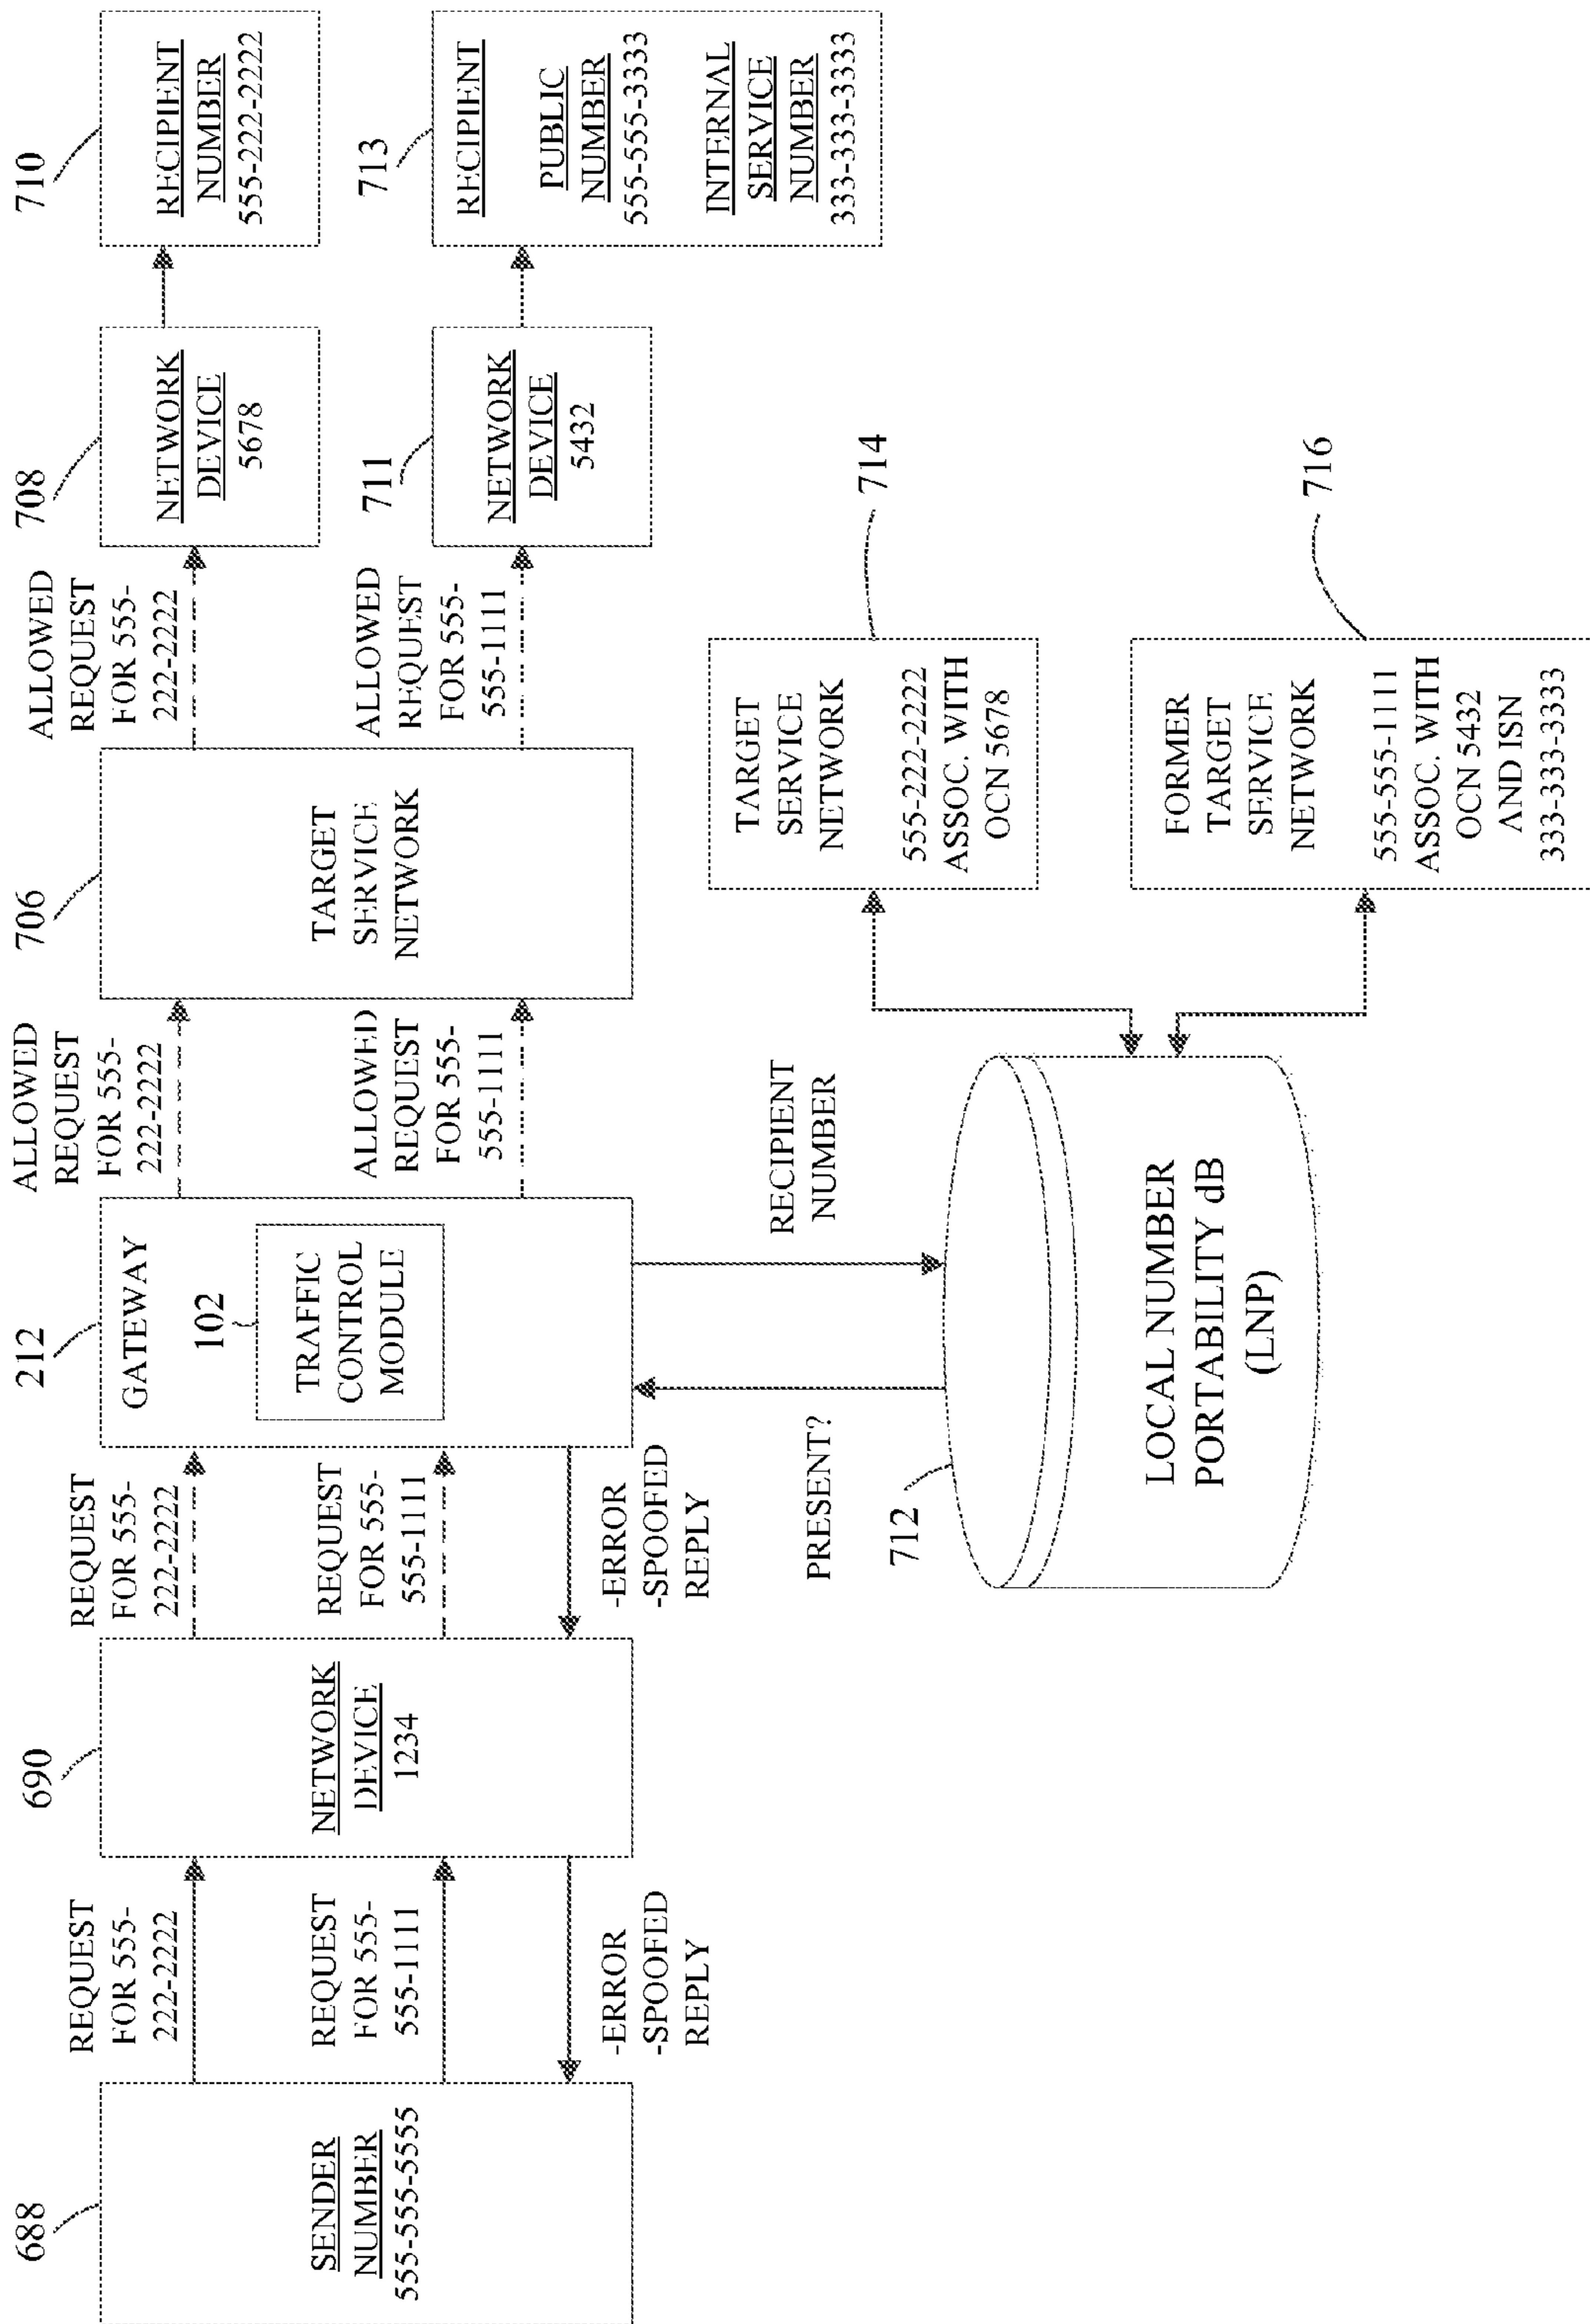 688
SENDER
NUMBER
555-555-5555
REQUEST
FOR 555-
222-2222
REQUEST
FOR 555-
555-1111
-ERROR
-SPOOFED
REPLY
690
NETWORK
DEVICE
1234
REQUEST
FOR 555-
222-2222
REQUEST
FOR 555-
555-1111
-ERROR
-SPOOFED
REPLY
212
GATEWAY
102
TRAFFIC
CONTROL
MODULE
ALLOWED
REQUEST
FOR 555-
222-2222
ALLOWED
REQUEST
FOR 555-
555-1111
706
TARGET
SERVICE
NETWORK
ALLOWED
REQUEST
FOR 555-
222-2222
ALLOWED
REQUEST
FOR 555-
555-1111
708
NETWORK
DEVICE
5678
711
NETWORK
DEVICE
5432
710
RECIPIENT
NUMBER
555-222-2222
713
RECIPIENT
PUBLIC
NUMBER
555-555-3333
INTERNAL
SERVICE
NUMBER
333-333-3333
PRESENT?
RECIPIENT
NUMBER
712
LOCAL NUMBER
PORTABILITY dB
(LNP)
714
TARGET
SERVICE
NETWORK
555-222-2222
ASSOC. WITH
OCN 5678
716
FORMER
TARGET
SERVICE
NETWORK
555-555-1111
ASSOC. WITH
OCN 5432
AND ISN
333-333-3333